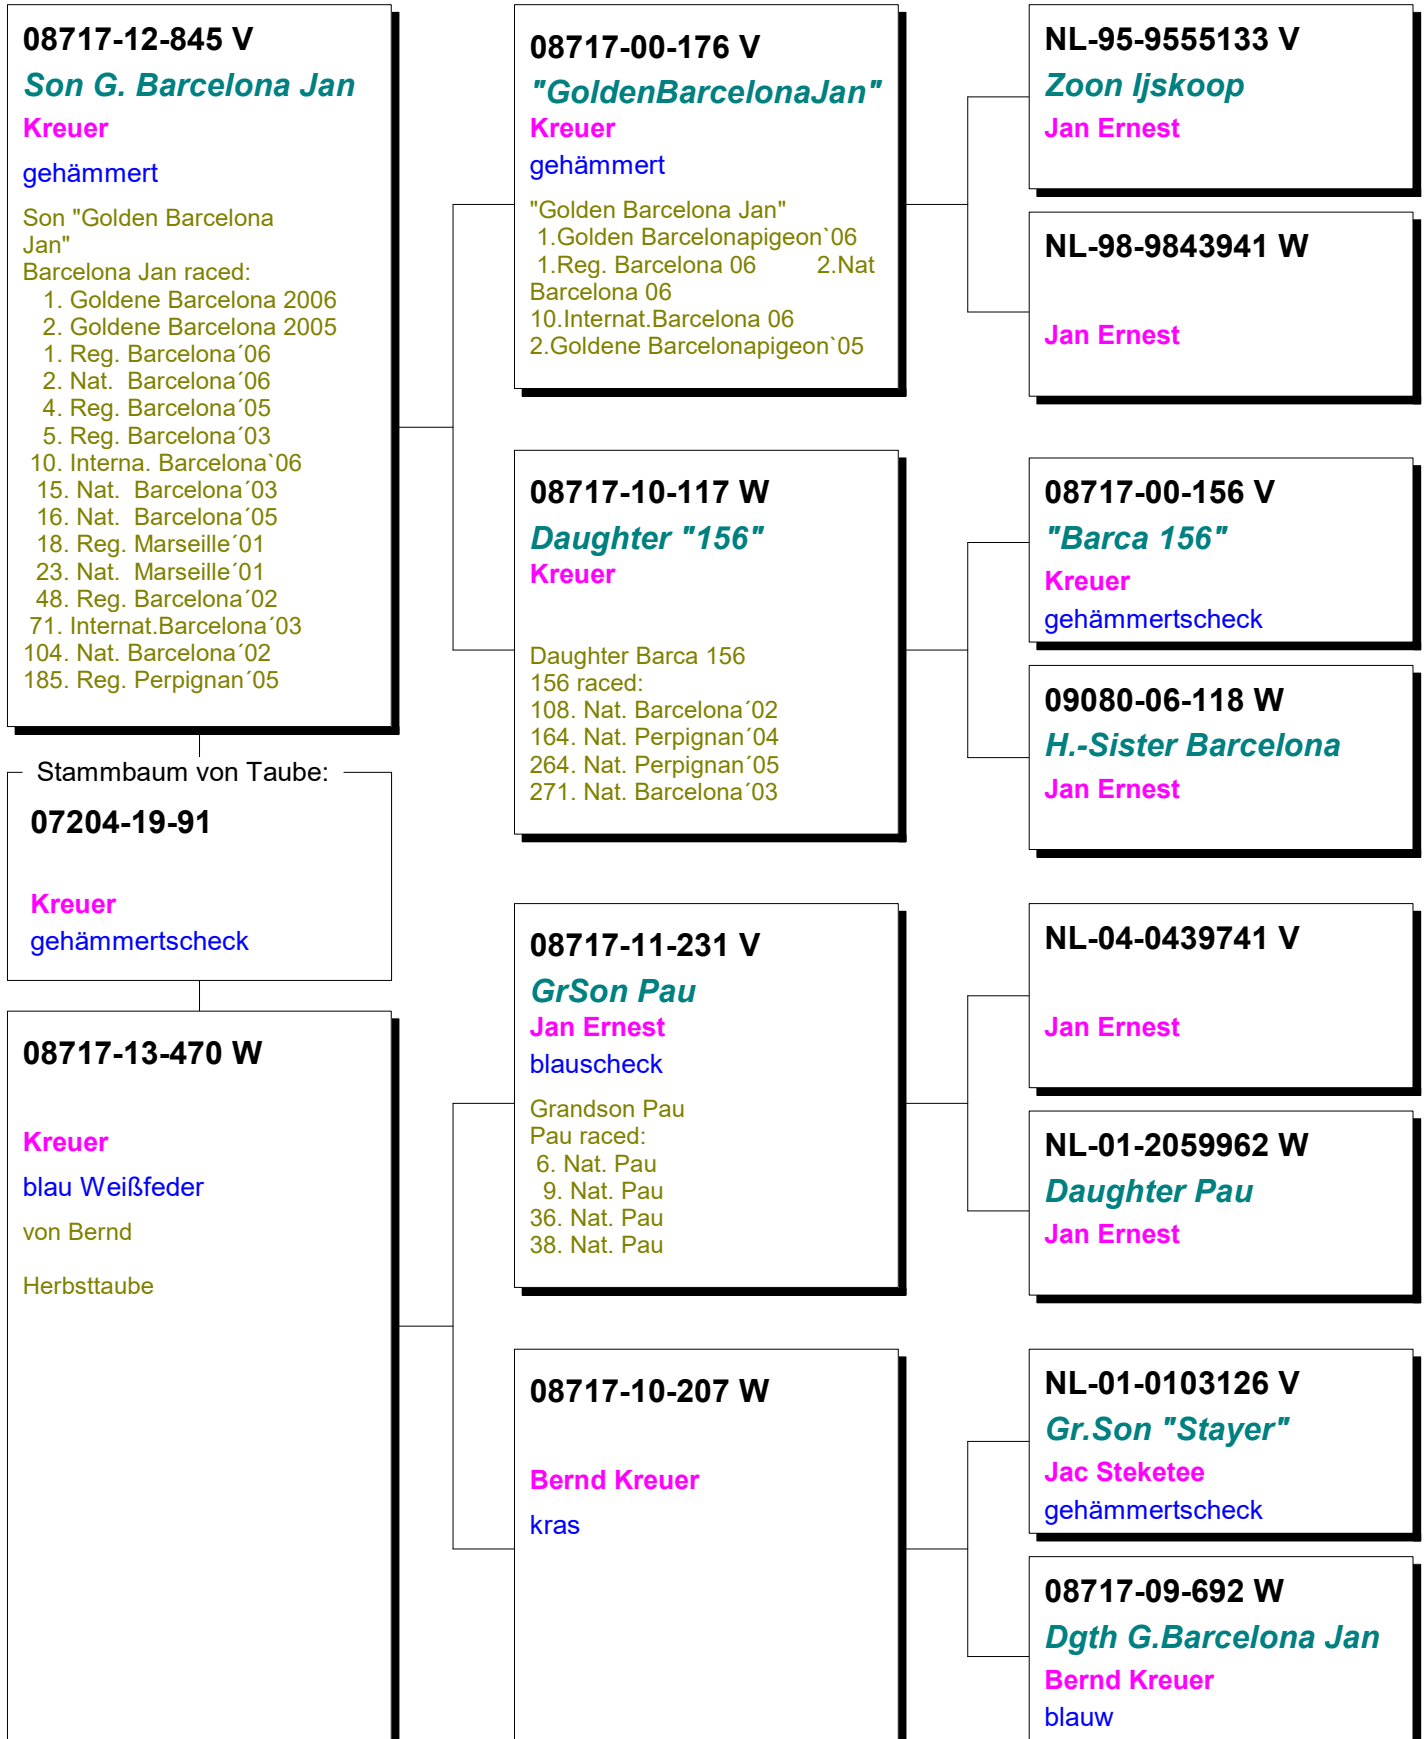 08717-12-845 V
Son G. Barcelona Jan
Kreuer
gehämmert
Son "Golden Barcelona
Jan"
Barcelona Jan raced:
1. Goldene Barcelona 2006
2. Goldene Barcelona 2005
1. Reg. Barcelona´06
2. Nat. Barcelona´06
4. Reg. Barcelona´05
5. Reg. Barcelona´03
10. Interna. Barcelona`06
15. Nat. Barcelona´03
16. Nat. Barcelona´05
18. Reg. Marseille´01
23. Nat. Marseille´01
48. Reg. Barcelona´02
71. Internat.Barcelona´03
104. Nat. Barcelona´02
185. Reg. Perpignan´05
Stammbaum von Taube:
07204-19-91
Kreuer
gehämmertscheck
08717-13-470 W
Kreuer
blau Weißfeder
von Bernd
Herbsttaube
08717-00-176 V
"GoldenBarcelonaJan"
Kreuer
gehämmert
"Golden Barcelona Jan"
1.Golden Barcelonapigeon`06
1.Reg. Barcelona 06 2.Nat
Barcelona 06
10.Internat.Barcelona 06
2.Goldene Barcelonapigeon`05
08717-10-117 W
Daughter "156"
Kreuer
Daughter Barca 156
156 raced:
108. Nat. Barcelona´02
164. Nat. Perpignan´04
264. Nat. Perpignan´05
271. Nat. Barcelona´03
08717-11-231 V
GrSon Pau
Jan Ernest
blauscheck
Grandson Pau
Pau raced:
6. Nat. Pau
9. Nat. Pau
36. Nat. Pau
38. Nat. Pau
08717-10-207 W
Bernd Kreuer
kras
NL-95-9555133 V
Zoon Ijskoop
Jan Ernest
NL-98-9843941 W
Jan Ernest
08717-00-156 V
"Barca 156"
Kreuer
gehämmertscheck
09080-06-118 W
H.-Sister Barcelona
Jan Ernest
NL-04-0439741 V
Jan Ernest
NL-01-2059962 W
Daughter Pau
Jan Ernest
NL-01-0103126 V
Gr.Son "Stayer"
Jac Steketee
gehämmertscheck
08717-09-692 W
Dgth G.Barcelona Jan
Bernd Kreuer
blauw